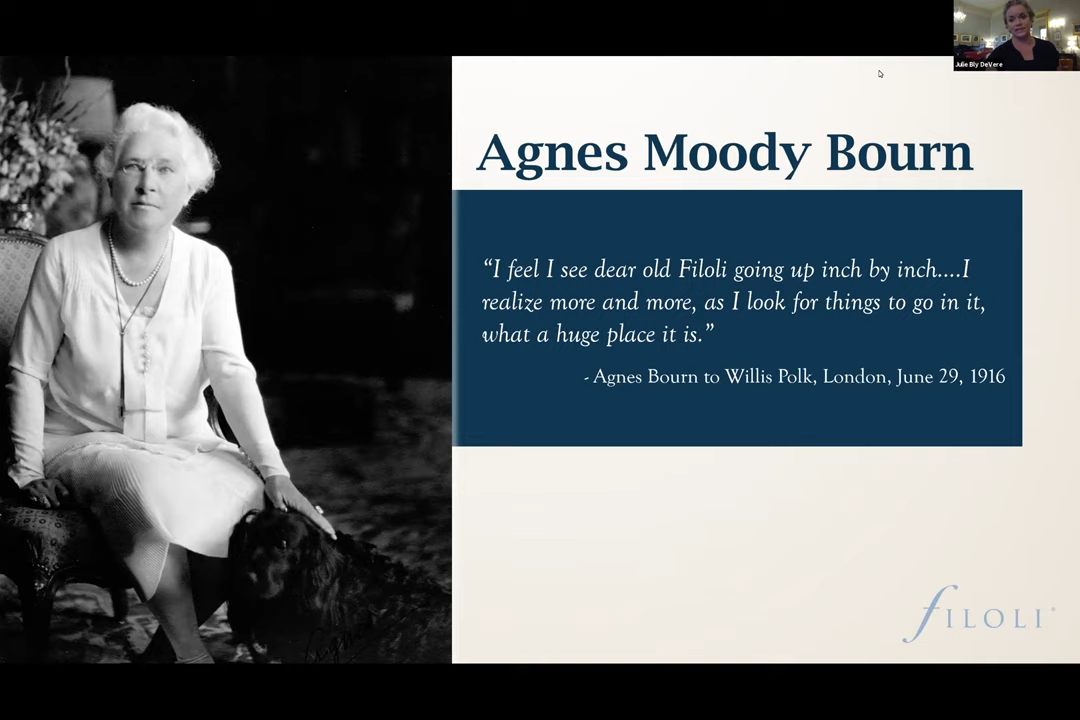 Julie Bly DeVere
Agnes Moody Bourn
“I feel I see dear old Filoli going up inch by inch....I
realize more and more, as I look for things to go in it,
what a huge place it is.”
- Agnes Bourn to Willis Polk, London, June 29, 1916
FILOLI®